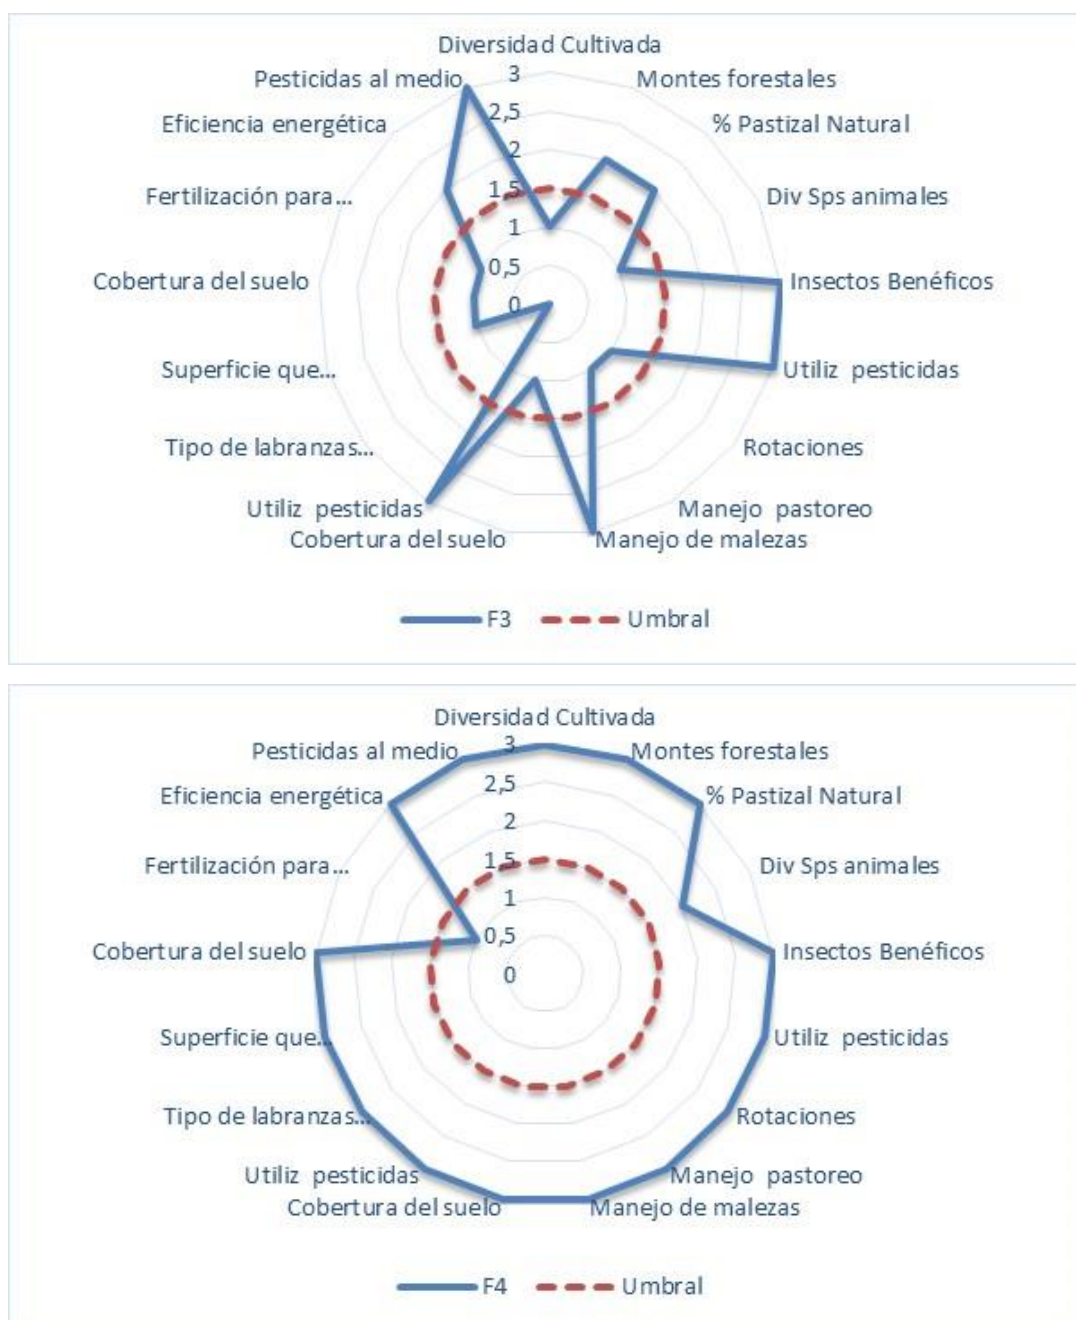 Diversidad Cultivada
Pesticidas al medio
3
Montes forestales
Eficiencia energética
2,5
% Pastizal Natural
2
Fertilización para...
1,5
Div Sps animales
1
Cobertura del suelo
0,5
Insectos Benéficos
0
Superficie que...
Utiliz pesticidas
Tipo de labranzas...
Rotaciones
Utiliz pesticidas
Manejo pastoreo
Cobertura del suelo
Manejo de malezas
F3
Umbral
Diversidad Cultivada
Pesticidas al medio
3
Montes forestales
Eficiencia energética
2,5
% Pastizal Natural
2
Fertilización para...
1,5
Div Sps animales
1
Cobertura del suelo
0,5
Insectos Benéficos
0
Superficie que...
Utiliz pesticidas
Tipo de labranzas...
Rotaciones
Utiliz pesticidas
Manejo pastoreo
Cobertura del suelo
Manejo de malezas
F4
Umbral